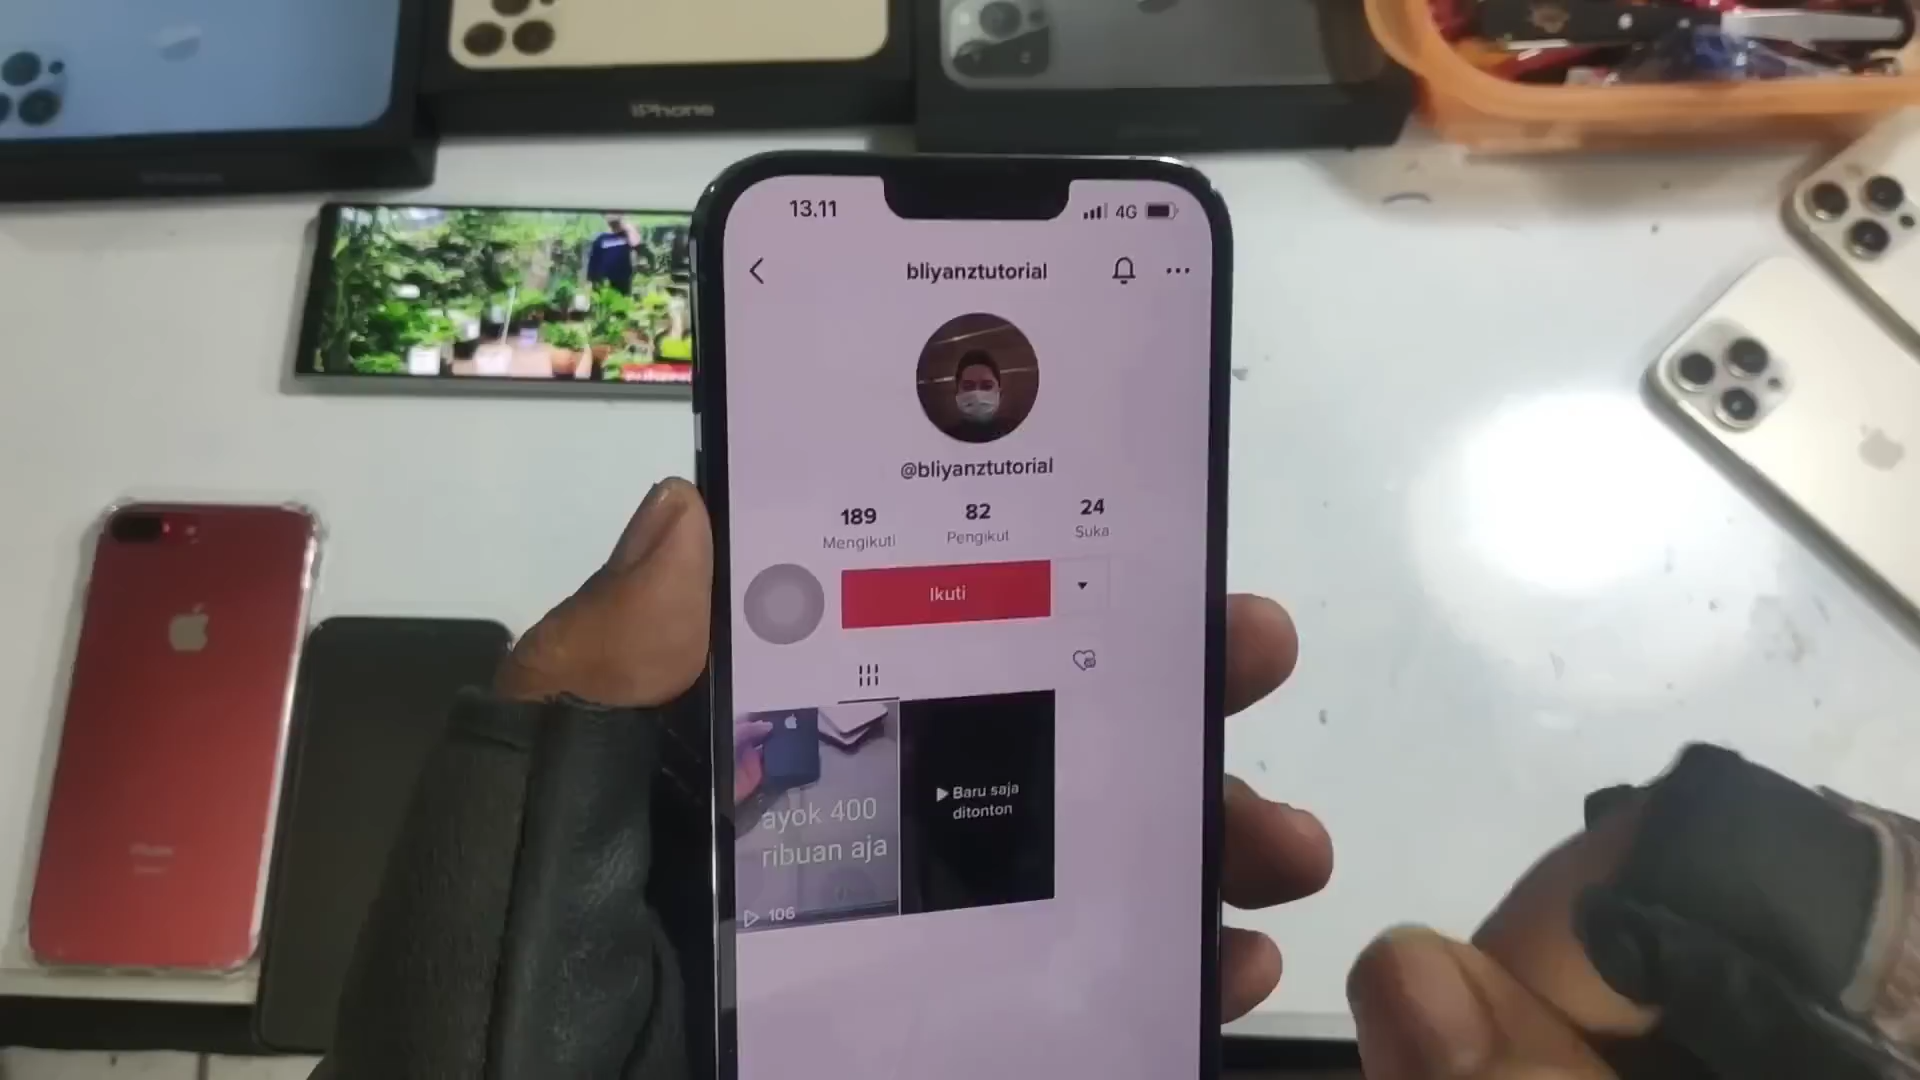 iPhone
13.11
4G
bliyanztutorial
@bliyanztutorial
189
82
24
Mengikuti
Pengikut
Suka
Ikuti
ayok 400
ribuan aja
106
Baru saja
ditonton